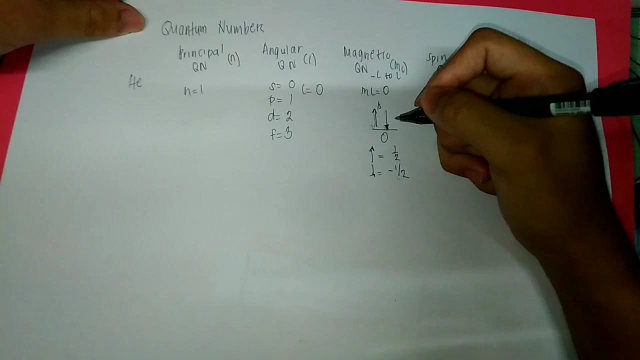 Quantum Numbers
Principal QN (n)
Angular Q.N (l)
Magnetic QN (ml)
-L to L
Spin
He
n=1
s= 0
p= 1
d= 2
f= 3
l= 0
mL= 0
0
↑ = 1/2
↓ = -1/2